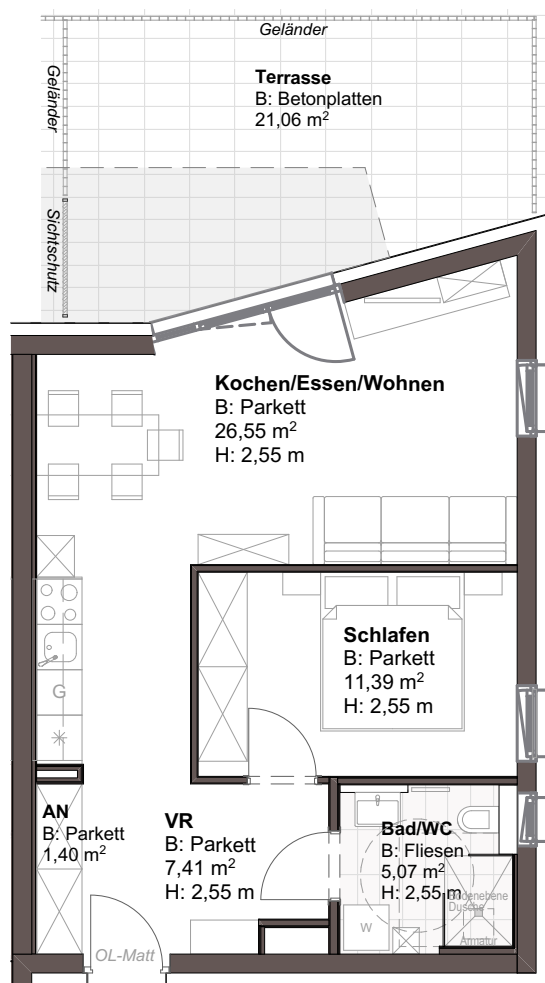 Geländer
Geländer
Terrasse
B: Betonplatten
21,06 m²
Sichtschutz
Kochen/Essen/Wohnen
B: Parkett
26,55 m²
H: 2,55 m
Schlafen
B: Parkett
11,39 m²
H: 2,55 m
G
AN
B: Parkett
1,40 m²
VR
B: Parkett
7,41 m²
H: 2,55 m
Bad/WC
B: Fliesen
5,07 m²
H: 2,55 m
Bodenebene
Dusche
Armatur
W
OL-Matt